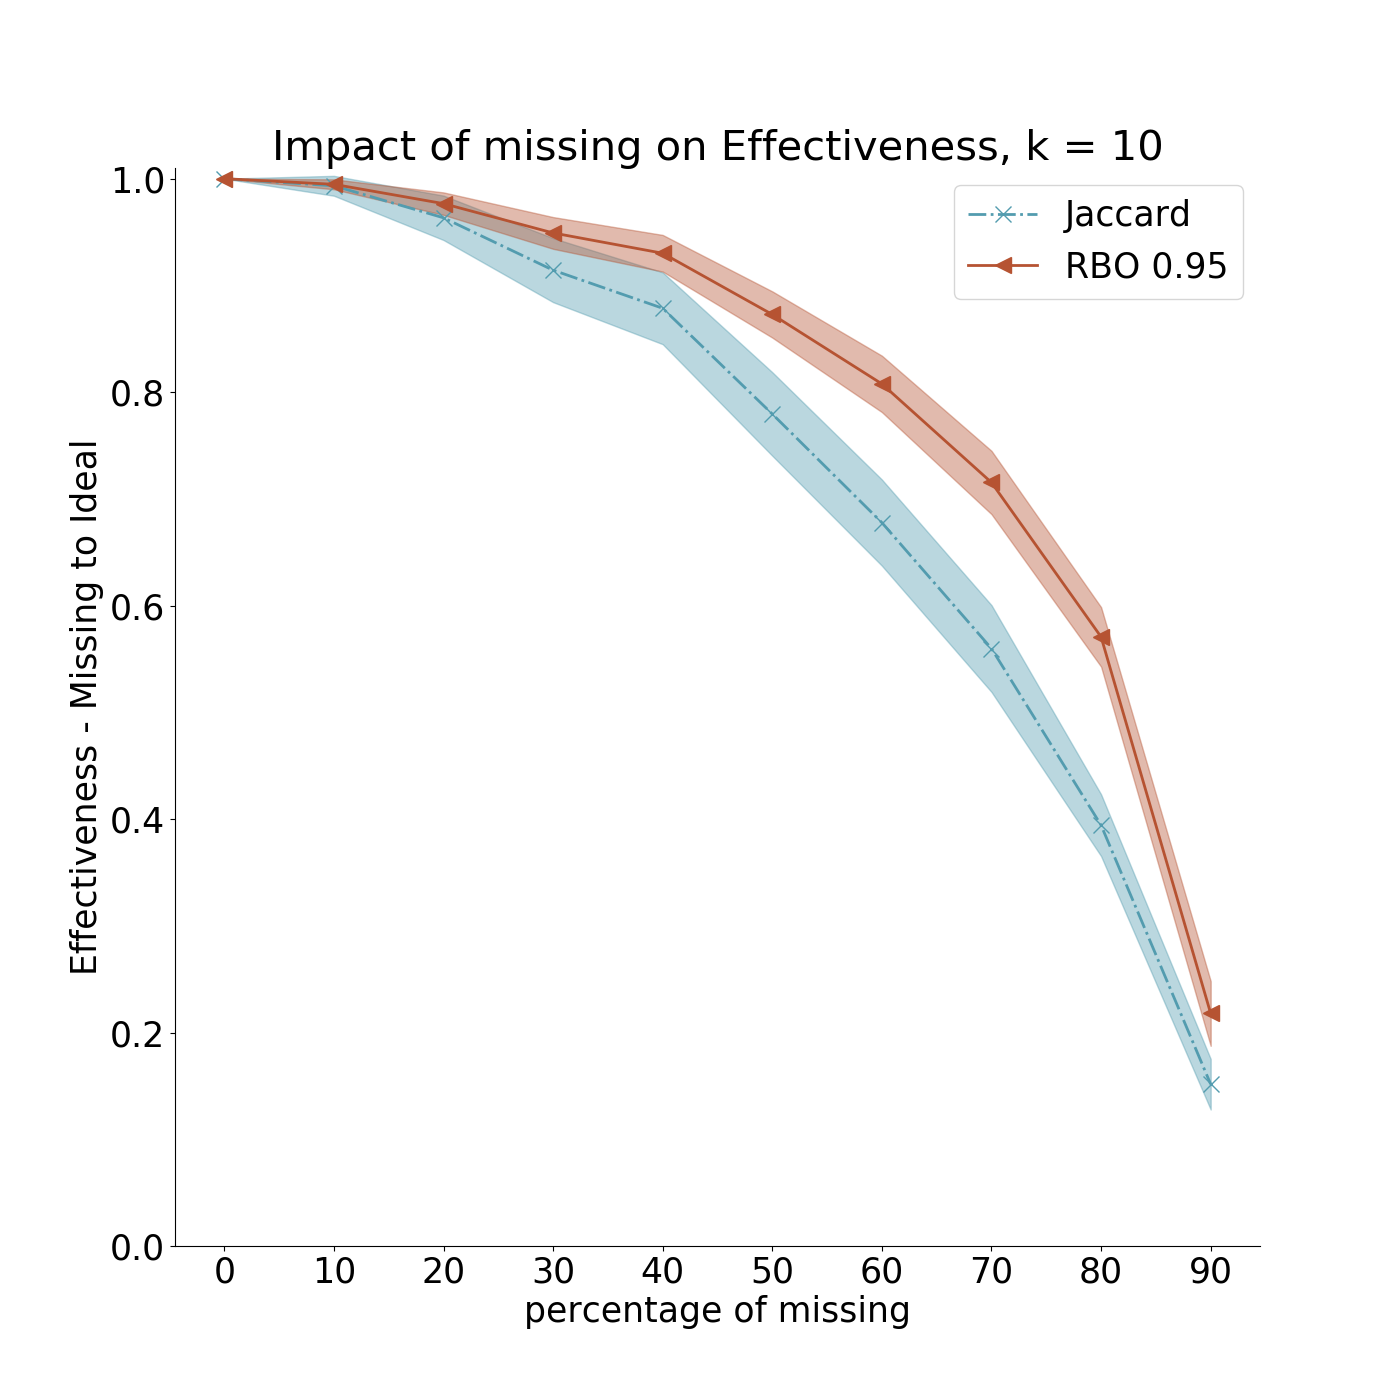 Impact of missing on Effectiveness, k = 10
Jaccard
RBO 0.95
Effectiveness - Missing to Ideal
1.0
0.8
0.6
0.4
0.2
0.0
0 10 20 30 40 50 60 70 80 90
percentage of missing